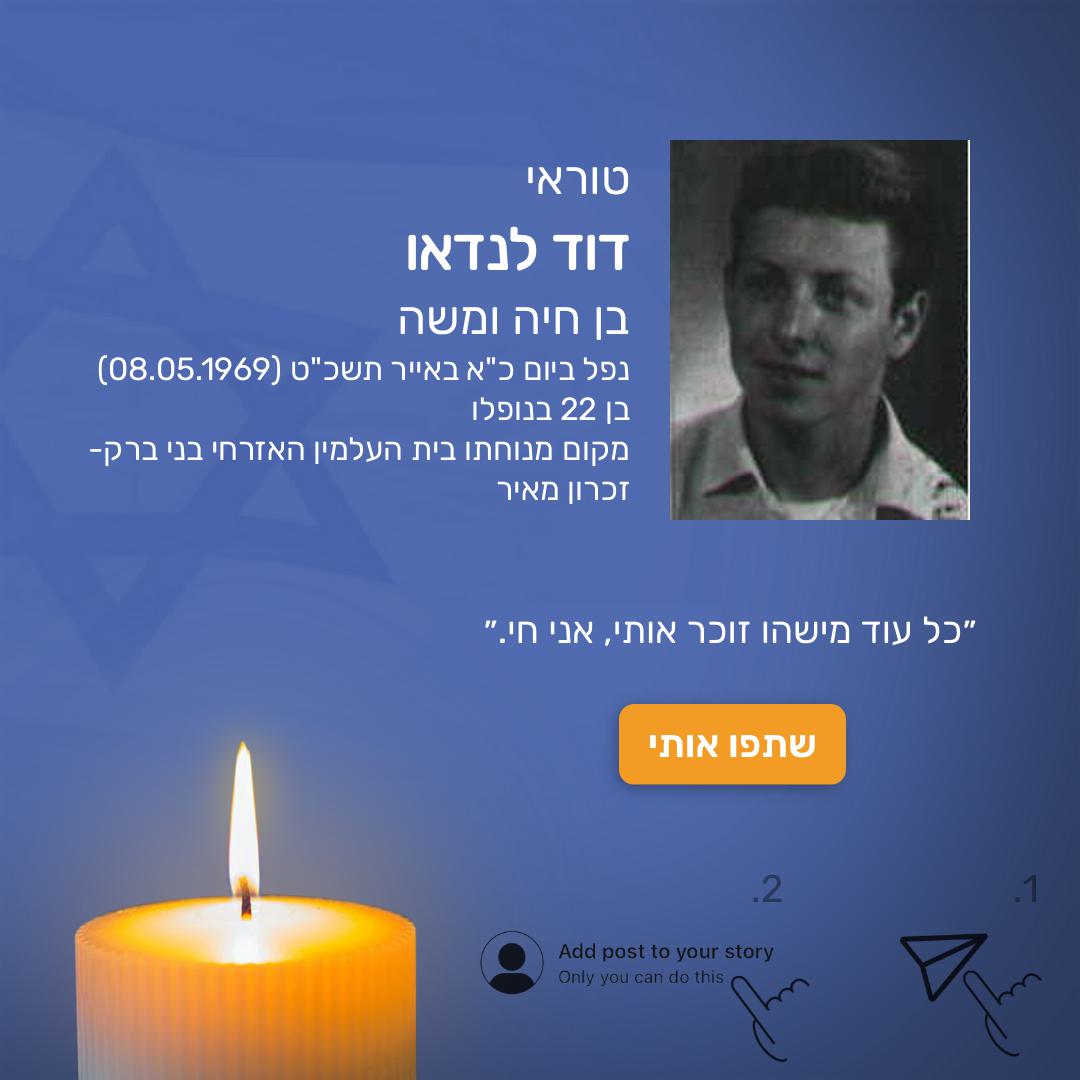 טוראי
דוד לנדאו
בן חיה ומשה
נפל ביום כ"א באייר תשכ"ט (08.05.1969)
בן 22 בנופלו
מקום מנוחתו בית העלמין האזרחי בני ברק-
זכרון מאיר
״כל עוד מישהו זוכר אותי, אני חי.״
שתפו אותי
.1
.2
Add post to your story
Only you can do this